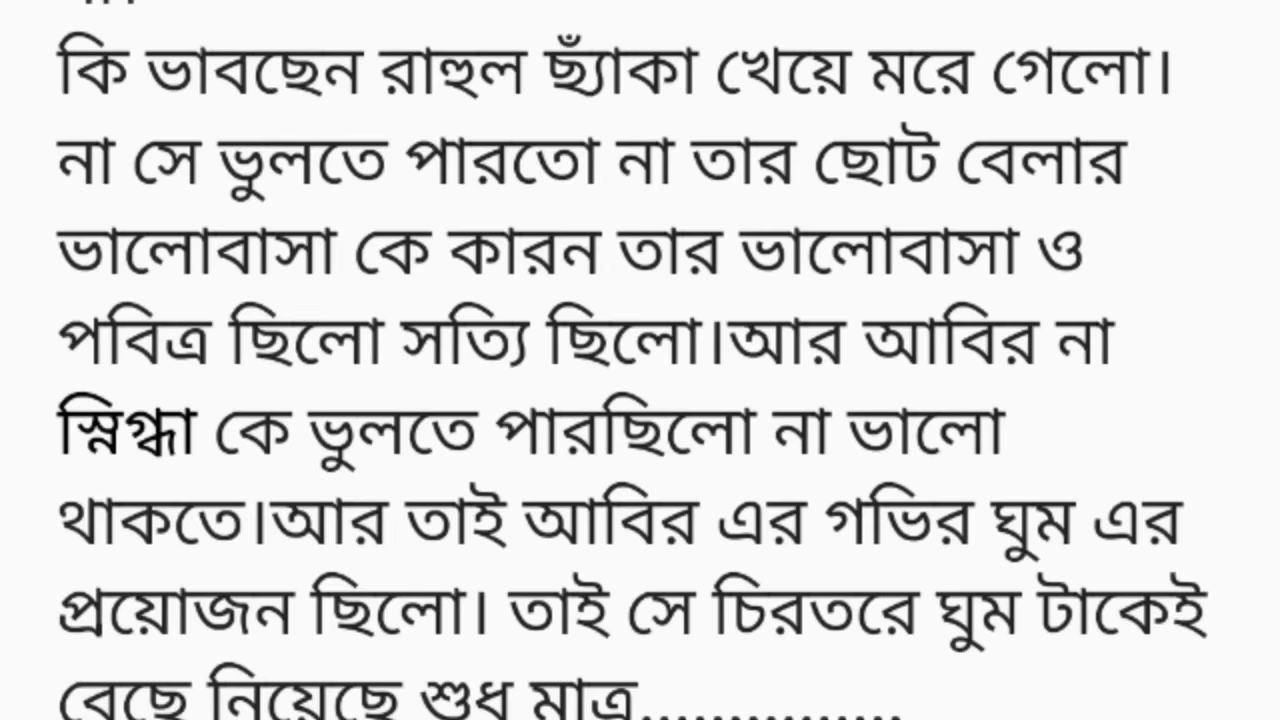 কি ভাবছেন রাহুল ছ্যাঁকা খেয়ে মরে গেলো।
না সে ভুলতে পারতো না তার ছোট বেলার
ভালোবাসা কে কারন তার ভালোবাসা ও
পবিত্র ছিলো সত্যি ছিলো।আর আবির না
স্নিগ্ধা কে ভুলতে পারছিলো না ভালো
থাকতে।আর তাই আবির এর গভির ঘুম এর
প্রয়োজন ছিলো। তাই সে চিরতরে ঘুম টাকেই
বেছে নিয়েছে শুধু মাত্র...............